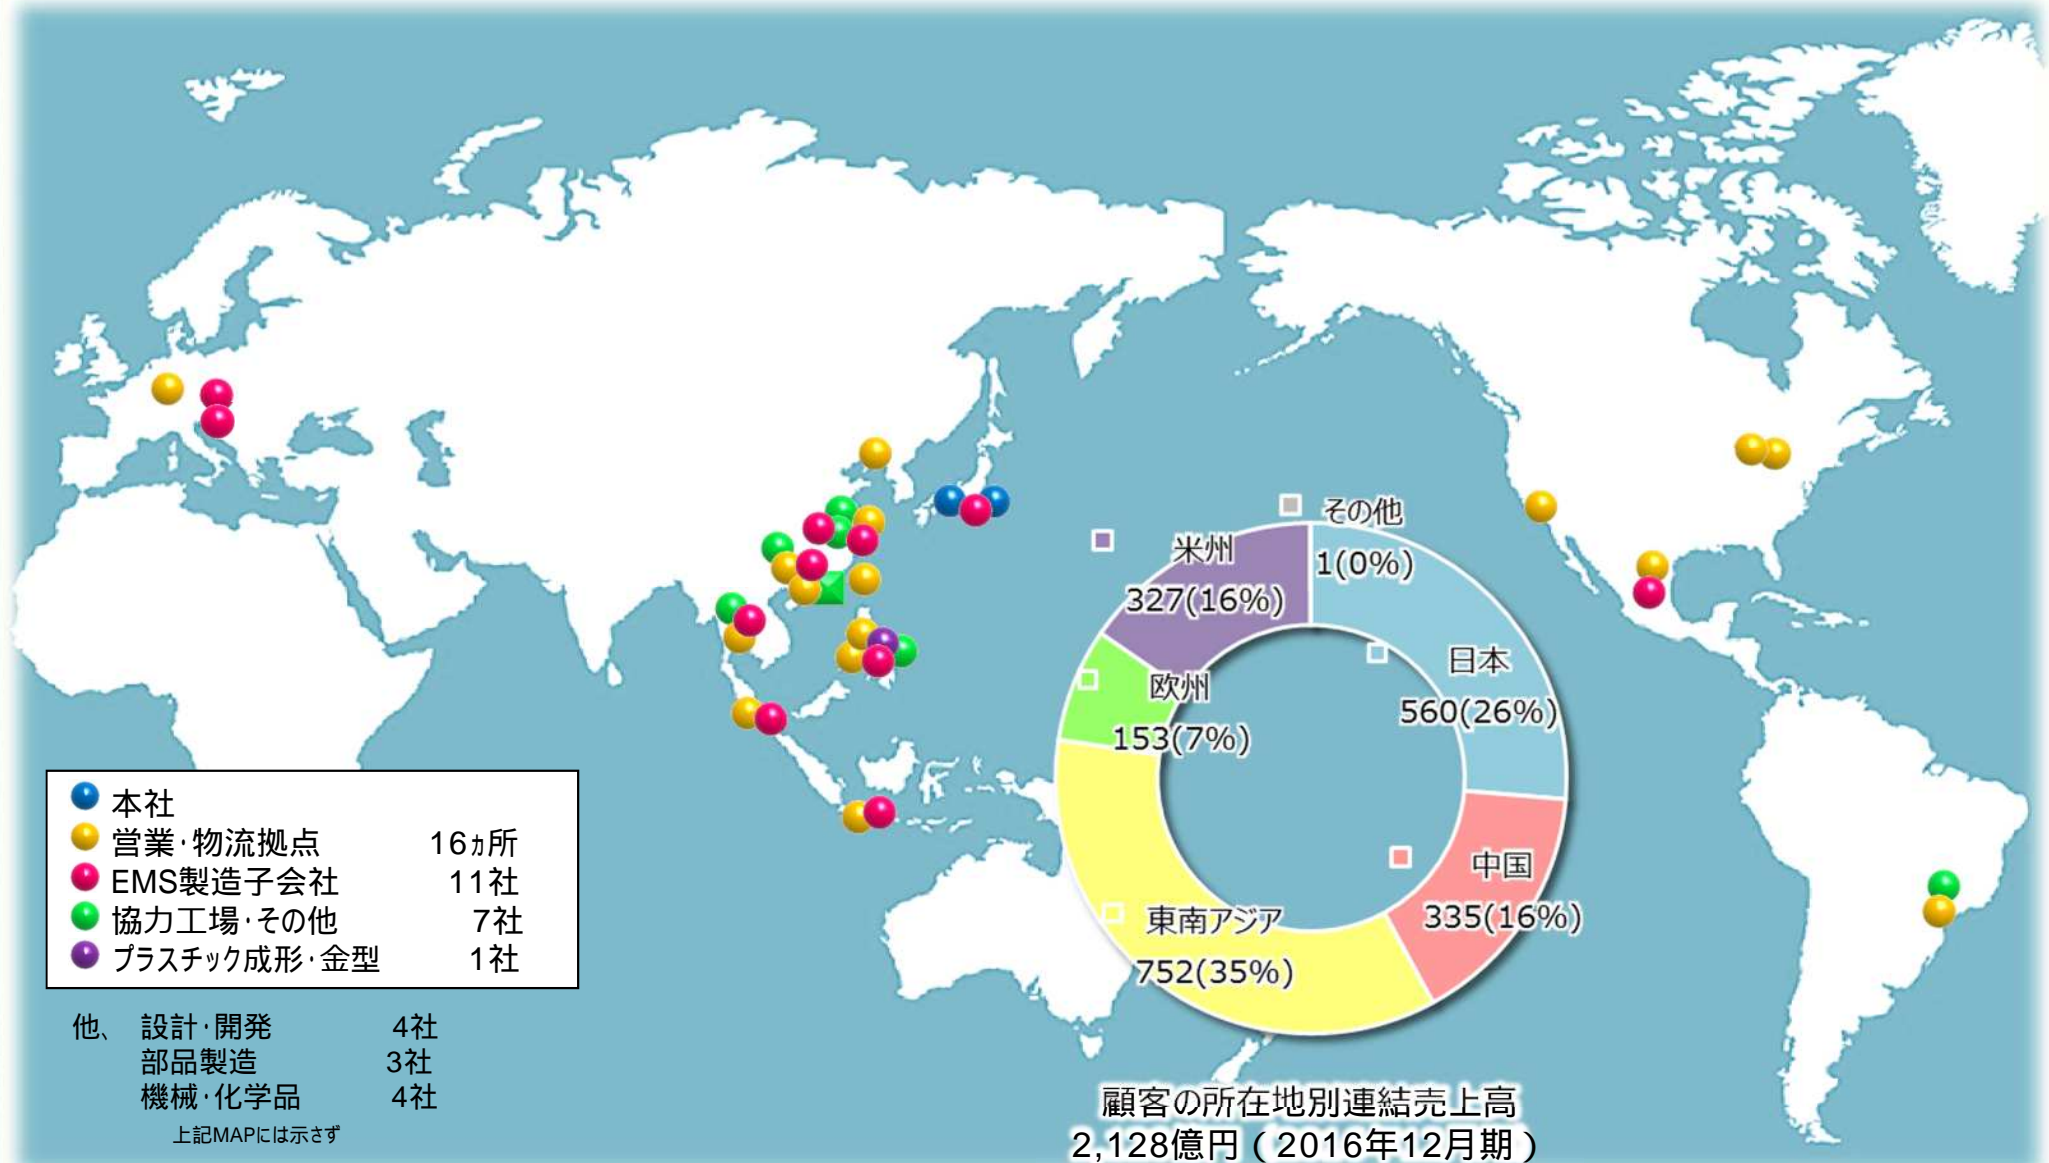 その他
1(0%)
米州
327(16%)
日本
560(26%)
欧州
153(7%)
中国
335(16%)
東南アジア
752(35%)
本社
営業・物流拠点 16ヵ所
EMS製造子会社 11社
協力工場・その他 7社
プラスチック成形・金型 1社
他、 設計・開発 4社
部品製造 3社
機械・化学品 4社
上記MAPには示さず
顧客の所在地別連結売上高
2,128億円(2016年12月期)